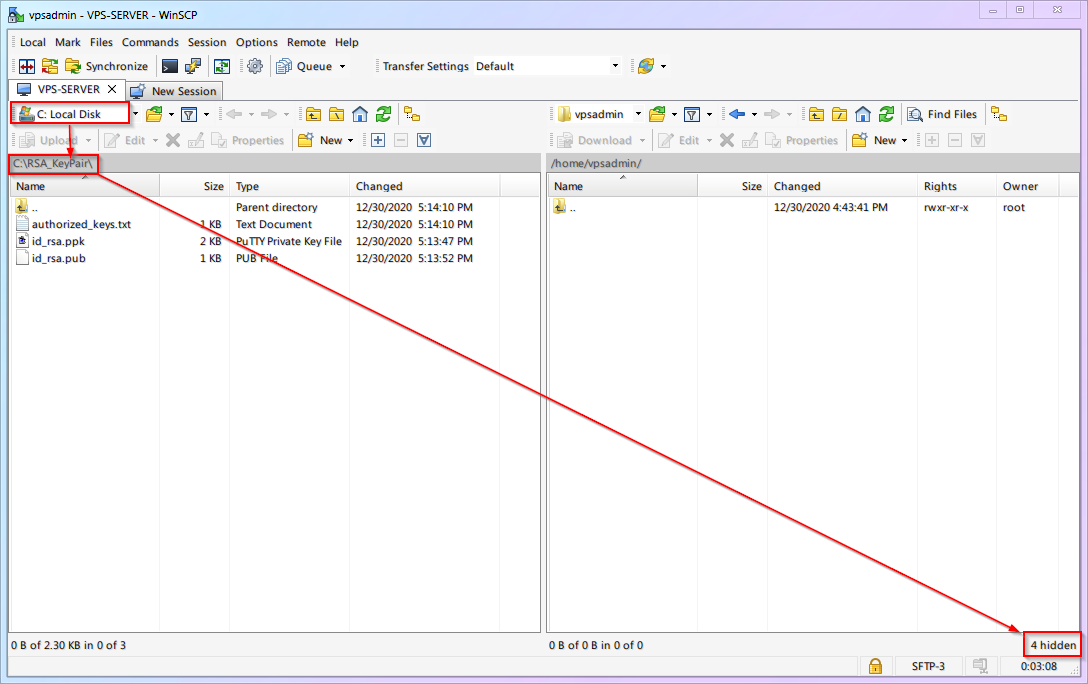 vpsadmin - VPS-SERVER - WinSCP
Local Mark Files Commands Session Options Remote Help
Synchronize Queue Transfer Settings Default
VPS-SERVER New Session
C: Local Disk
vpsadmin Find Files
Upload Edit Properties New
Download Edit Properties New
C:\RSA_KeyPair\
/home/vpsadmin/
Name Size Type Changed
.. Parent directory 12/30/2020 5:14:10 PM
authorized_keys.txt 1 KB Text Document 12/30/2020 5:14:10 PM
id_rsa.ppk 2 KB PuTTY Private Key File 12/30/2020 5:13:47 PM
id_rsa.pub 1 KB PUB File 12/30/2020 5:13:52 PM
Name Size Changed Rights Owner
.. 12/30/2020 4:43:41 PM rwxr-xr-x root
0 B of 2.30 KB in 0 of 3
0 B of 0 B in 0 of 0
4 hidden
SFTP-3 0:03:08